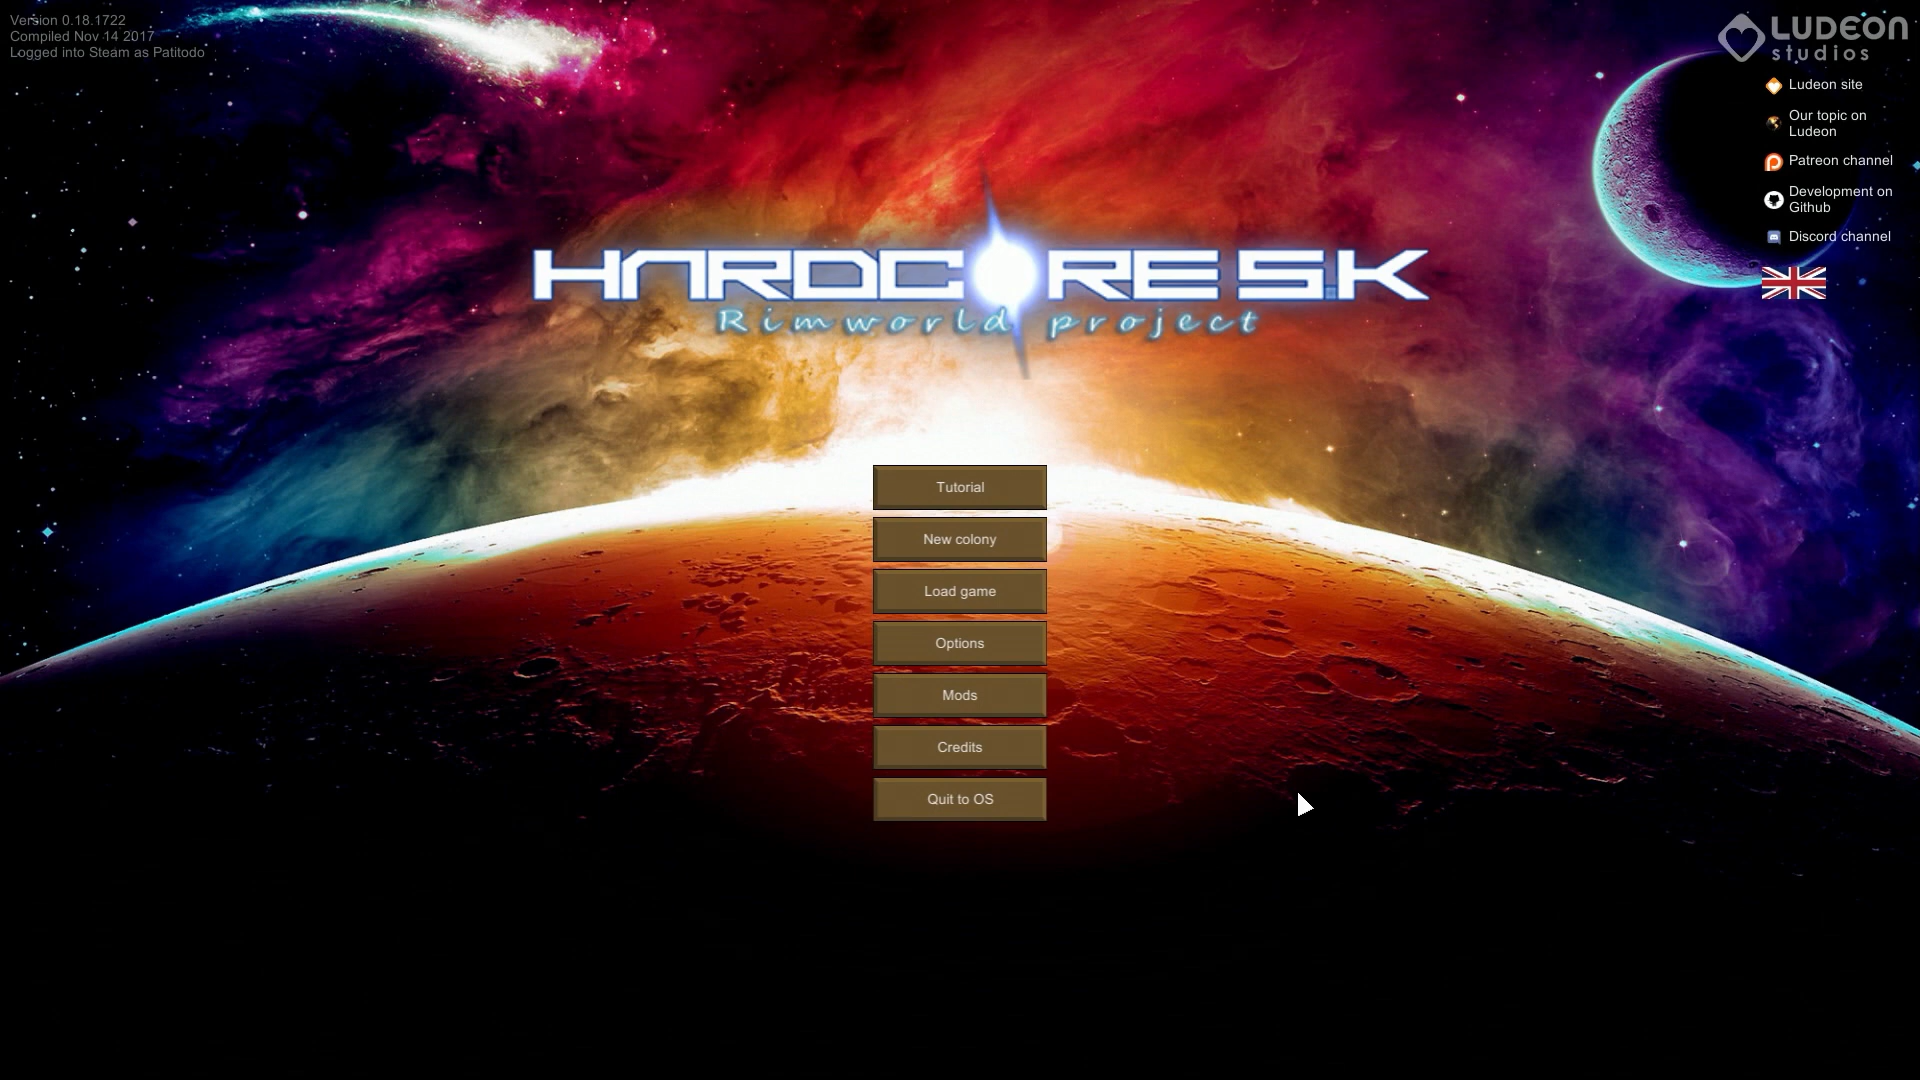 Version 0.18.1722
Compiled Nov 14 2017
Logged into Steam as Patitodo
LUDEON
studios
Ludeon site
Our topic on
Ludeon
Patreon channel
Development on
Github
Discord channel
HARDCORE S.K
Rimworld project
Tutorial
New colony
Load game
Options
Mods
Credits
Quit to OS